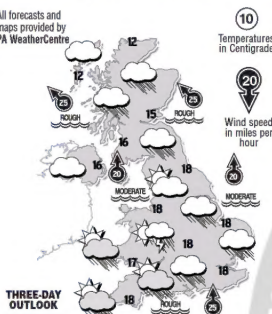 All forecasts and
maps provided by
PA WeatherCentre
10
Temperatures
in Centigrade
20
Wind speed
in miles per
hour
12
12
25
ROUGH
15
25
ROUGH
16
16
20
MODERATE
18
20
MODERATE
18
18
18
17
18
18
ROUGH
25
THREE-DAY
OUTLOOK